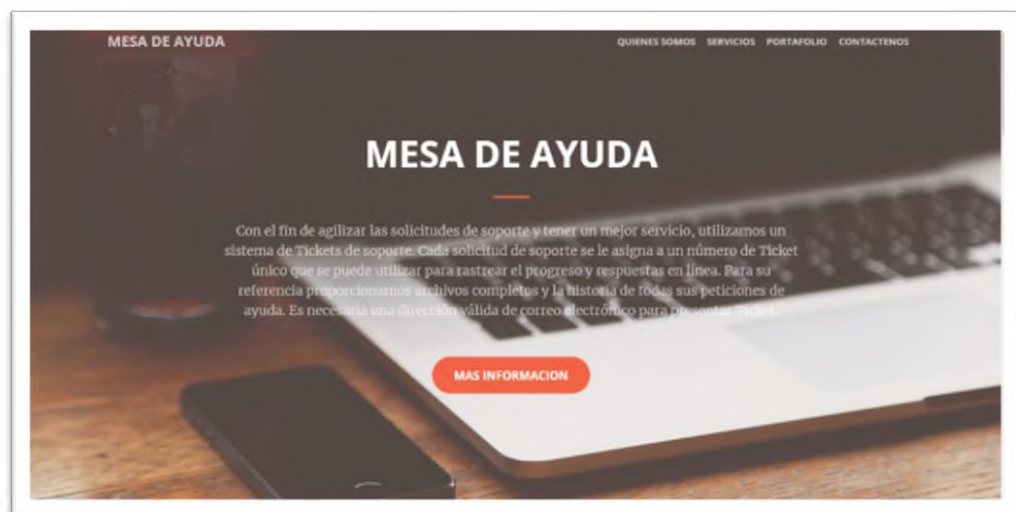 MESA DE AYUDA
QUIENES SOMOS SERVICIOS PORTAFOLIO CONTACTENOS
MESA DE AYUDA
Con el fin de agilizar las solicitudes de soporte y tener un mejor servicio, utilizamos un
sistema de Tickets de soporte. Cada solicitud de soporte se le asigna a un número de Ticket
único que se puede utilizar para rastrear el progreso y respuestas en línea. Para su
referencia proporcionamos archivos completos y la historia de todas sus peticiones de
ayuda. Es necesaria una dirección válida de correo electrónico para presentar Ticket.
MAS INFORMACION